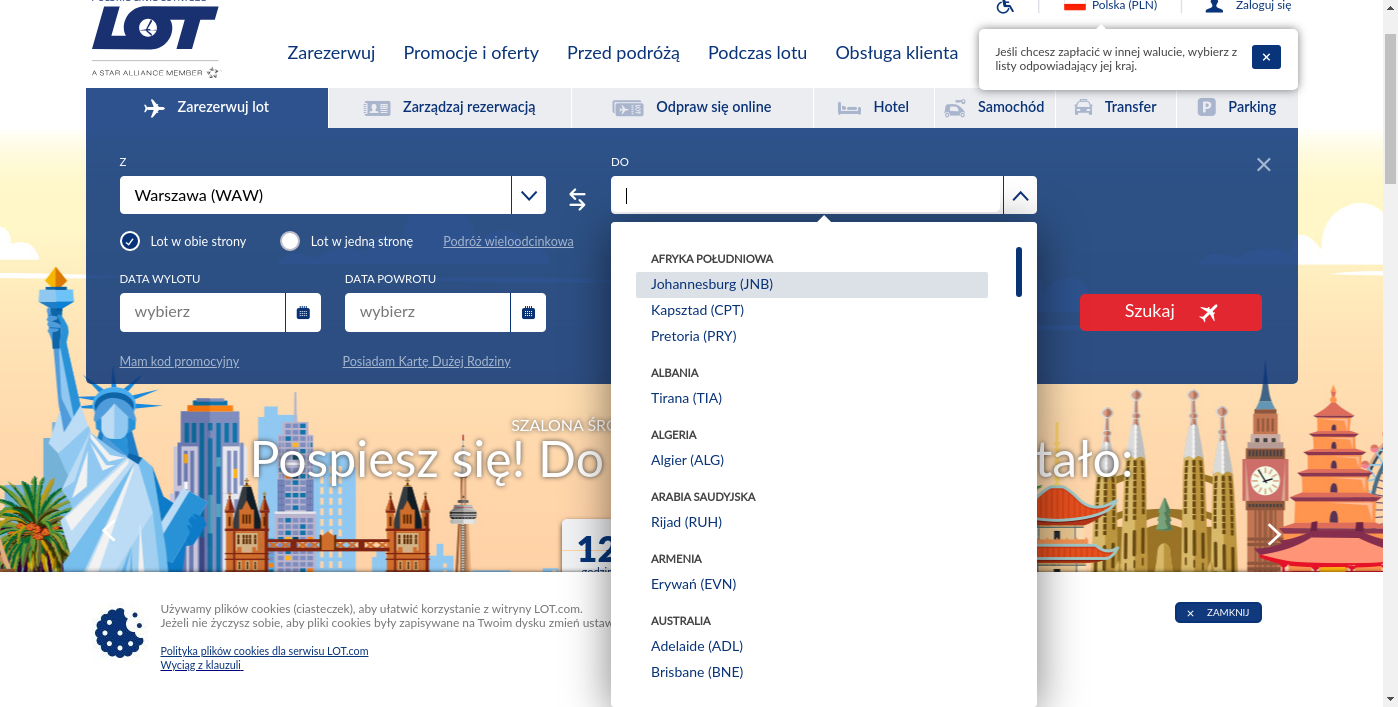 LOT
A STAR ALLIANCE MEMBER
Polska (PLN)
Zaloguj się
Zarezerwuj
Promocje i oferty
Przed podróżą
Podczas lotu
Obsługa klienta
Jeśli chcesz zapłacić w innej walucie, wybierz z
listy odpowiadający jej kraj.
Zarezerwuj lot
Zarządzaj rezerwacją
Odpraw się online
Hotel
Samochód
Transfer
P
Parking
Z
Warszawa (WAW)
DO
Lot w obie strony
Lot w jedną stronę
Podróż wieloodcinkowa
DATA WYLOTU
DATA POWROTU
wybierz
wybierz
Szukaj
Mam kod promocyjny
Posiadam Kartę Dużej Rodziny
AFRYKA POŁUDNIOWA
Johannesburg (JNB)
Kapsztad (CPT)
Pretoria (PRY)
ALBANIA
Tirana (TIA)
ALGERIA
Algier (ALG)
ARABIA SAUDYJSKA
Rijad (RUH)
ARMENIA
Erywań (EVN)
AUSTRALIA
Adelaide (ADL)
Brisbane (BNE)
SZALONA
Pospiesz się! Do
12
Używamy plików cookies (ciasteczek), aby ułatwić korzystanie z witryny LOT.com.
Jeżeli nie życzysz sobie, aby pliki cookies były zapisywane na Twoim dysku zmień
Polityka plików cookies dla serwisu LOT.com
Wyciąg z klauzuli
ZAMKNIJ